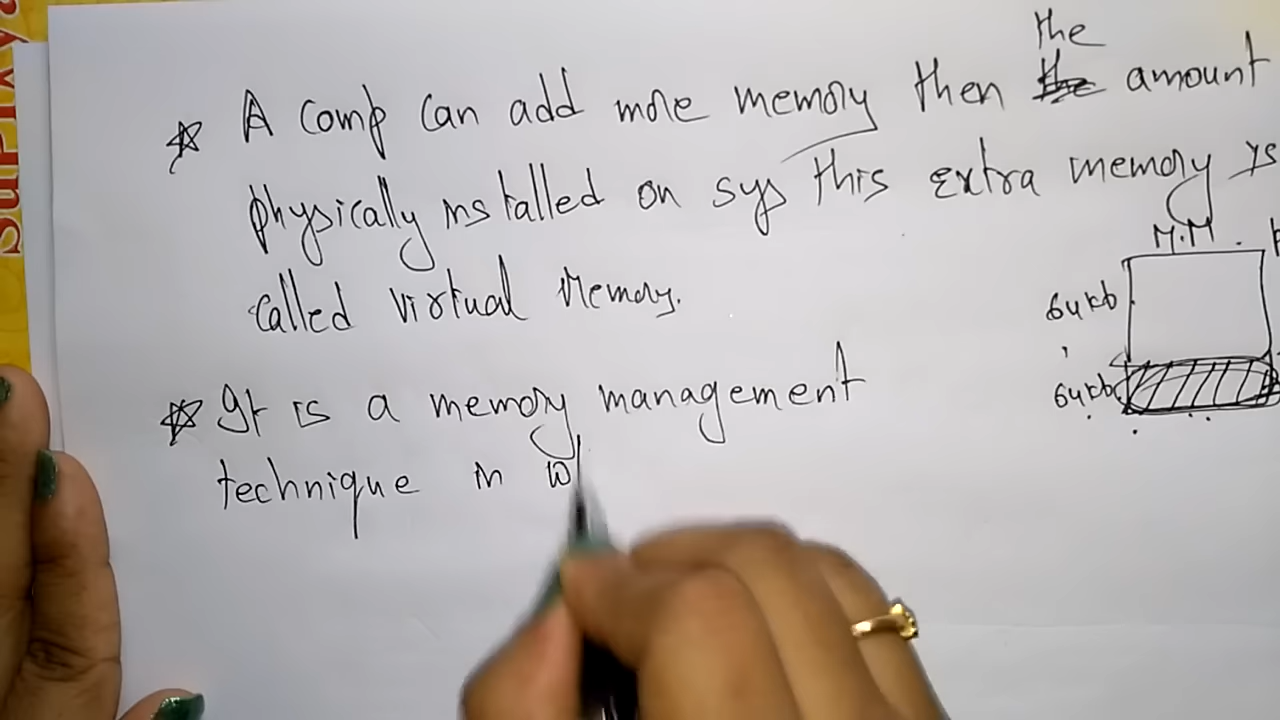 the
☆ A Comp Can add more memory then amount
physically installed on sys this extra memory is
called virtual Memory.
M.M.
64kb
64kb
☆ It is a memory management
technique in w